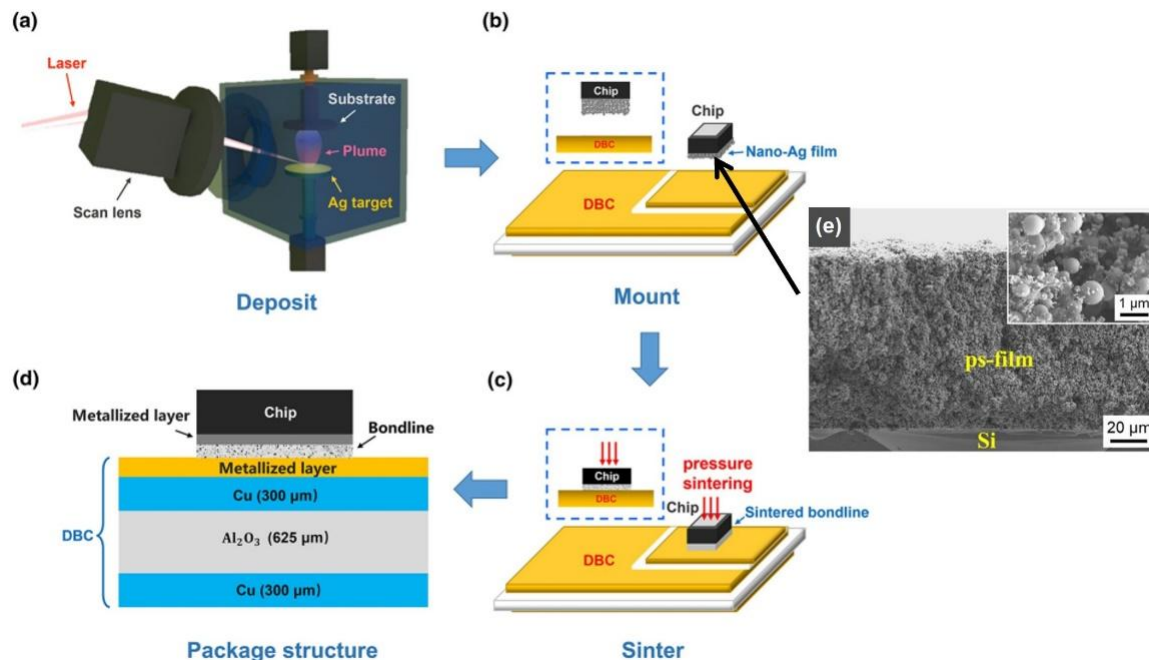 (a)
Laser
Substrate
Plume
Ag target
Scan lens
Deposit
(b)
Chip
DBC
Chip
Nano-Ag film
DBC
Mount
(e)
1 µm
ps-film
20 µm
Si
(d)
Chip
Metallized layer
Bondline
Metallized layer
Cu (300 µm)
DBC
Al₂O₃ (625 µm)
Cu (300 µm)
Package structure
(c)
Chip
DBC
pressure
sintering
Chip
Sintered bondline
DBC
Sinter